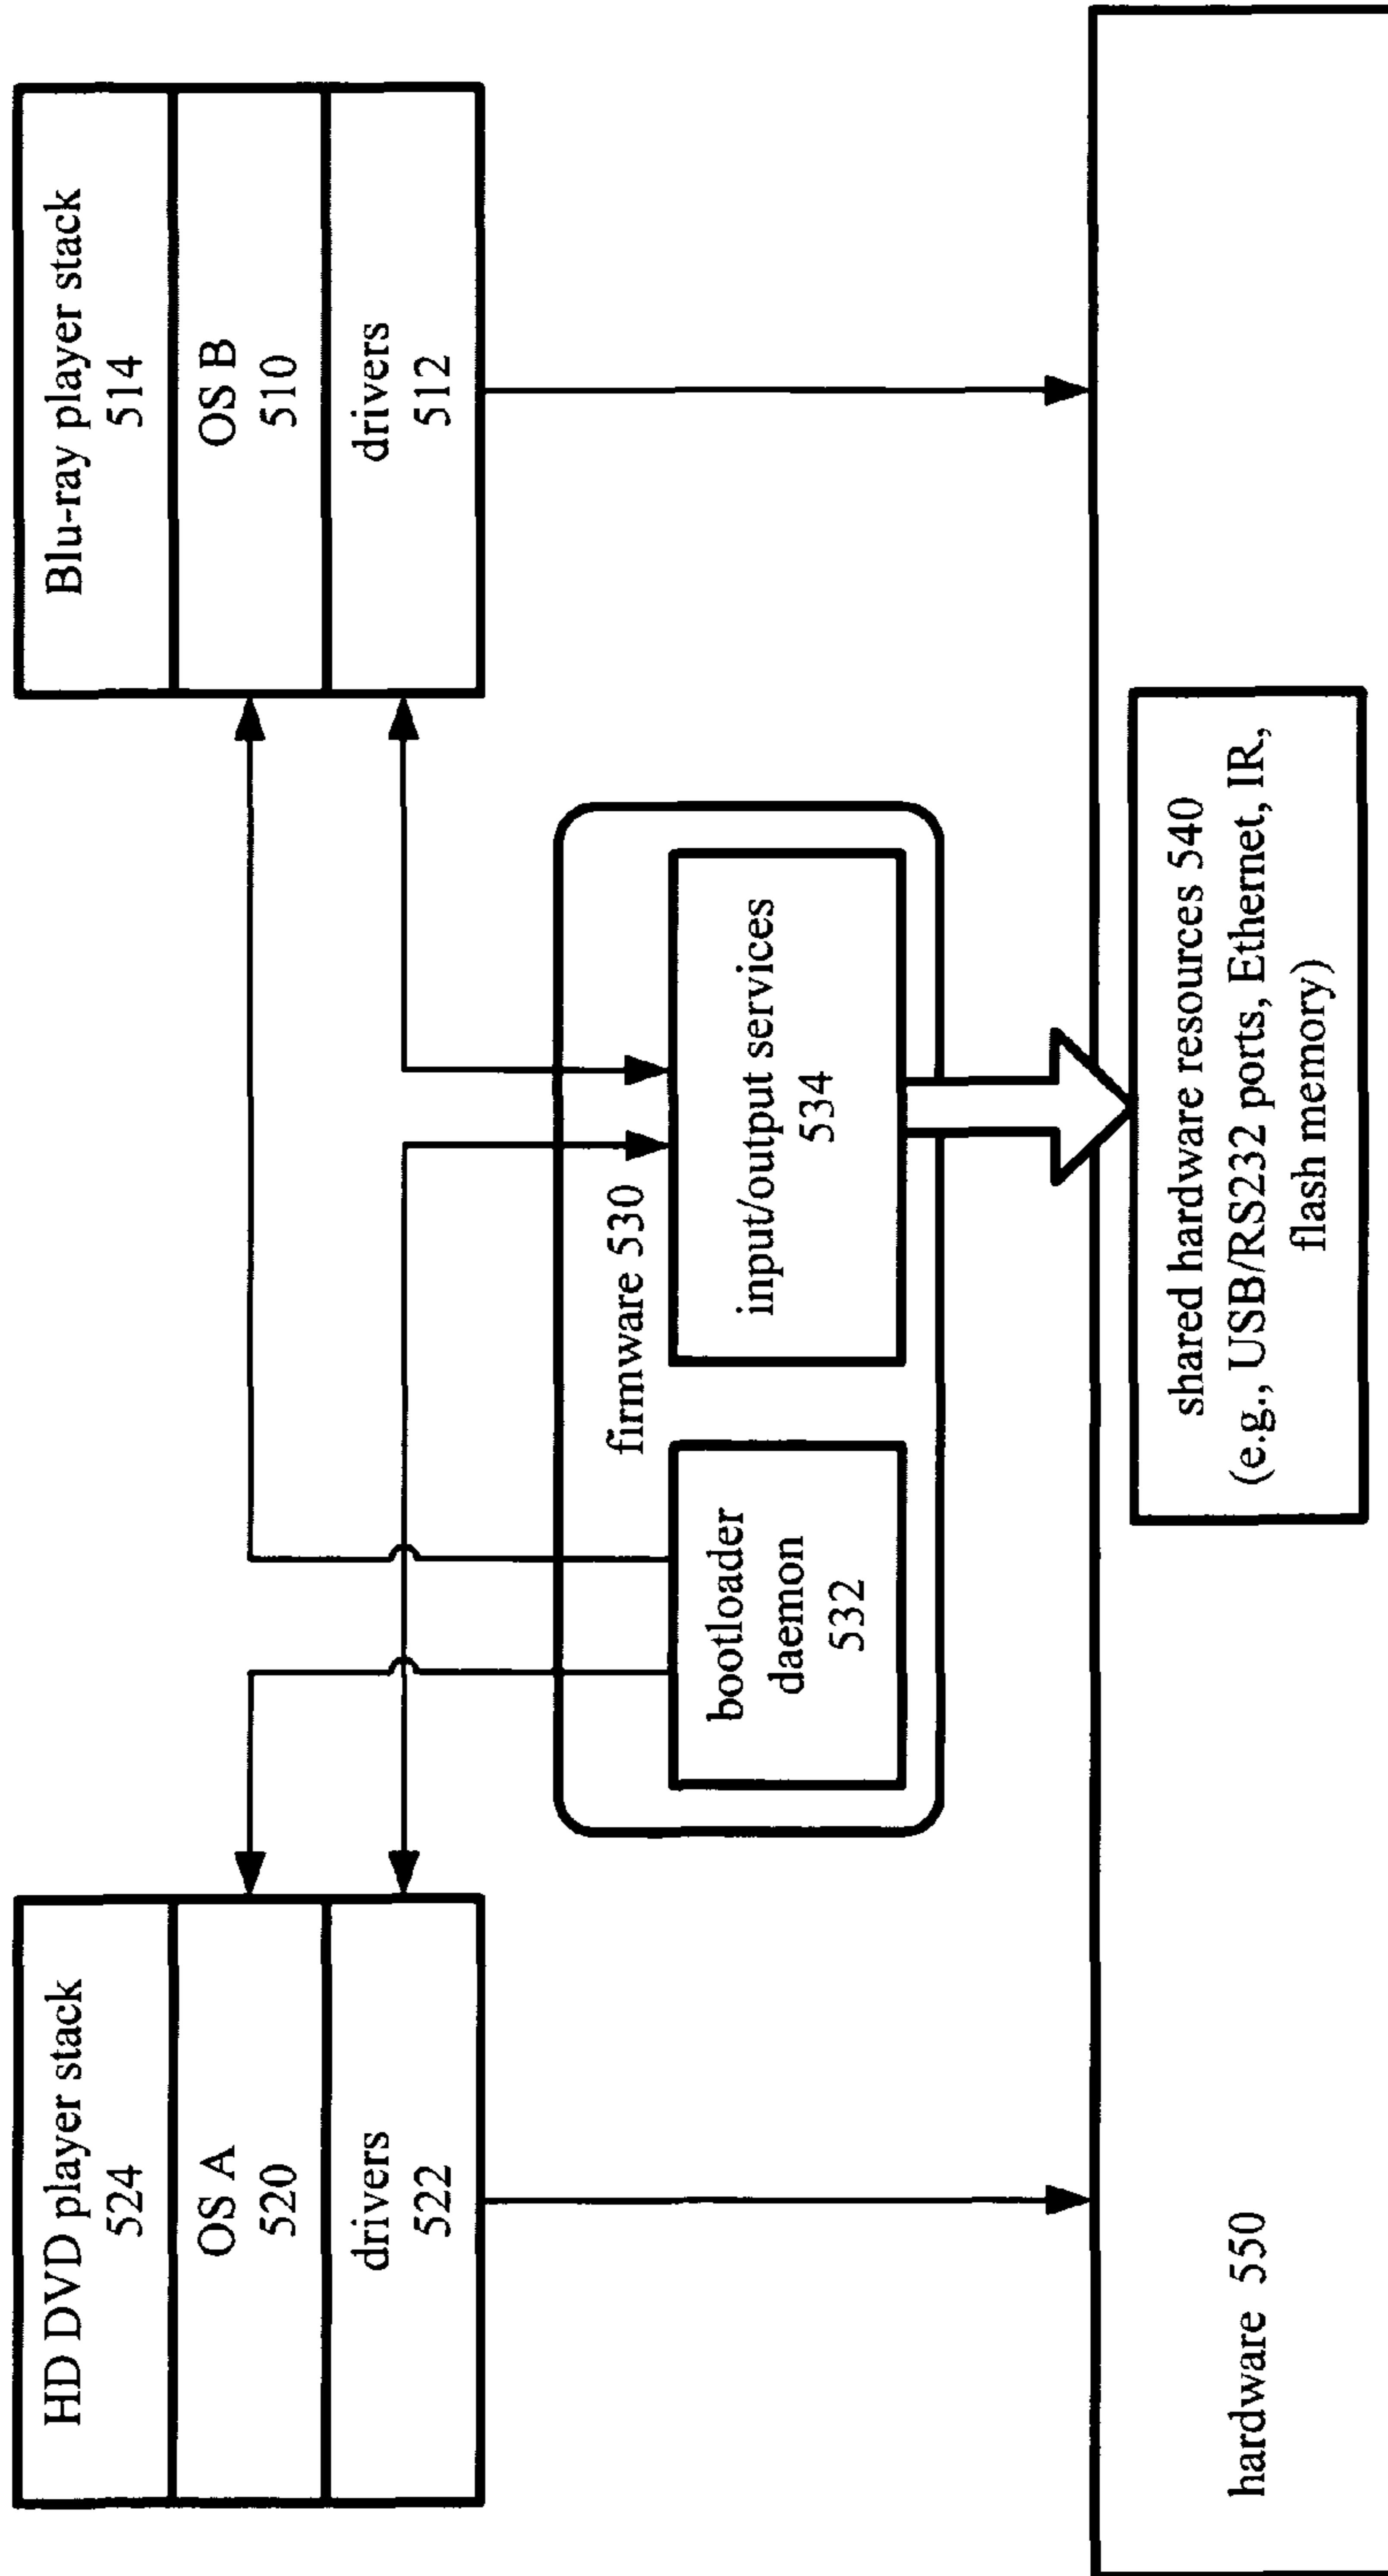 HD DVD player stack
524
OS A
520
drivers
522
Blu-ray player stack
514
OS B
510
drivers
512
firmware 530
bootloader
daemon
532
input/output services
534
hardware 550
shared hardware resources 540
(e.g., USB/RS232 ports, Ethernet, IR,
flash memory)